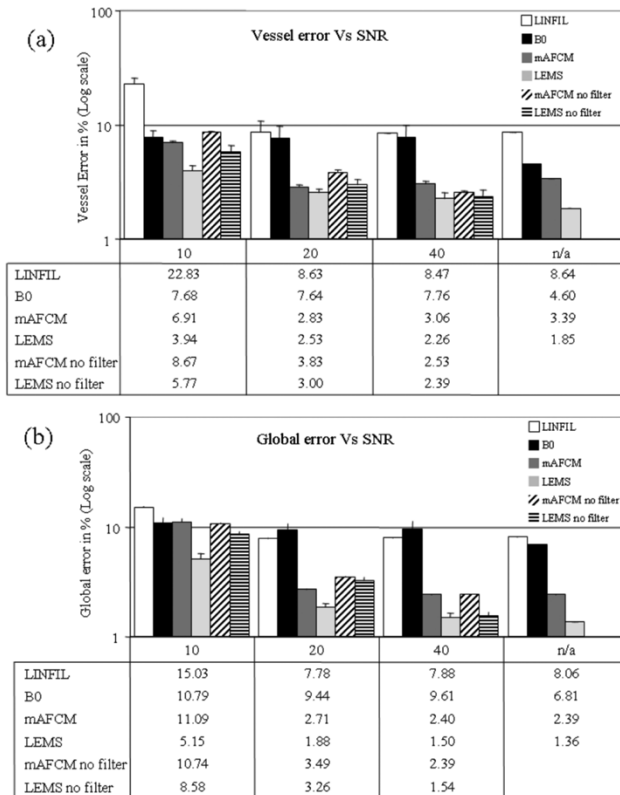 (a)
Vessel error Vs SNR
LINFIL
B0
mAFCM
LEMS
mAFCM no filter
LEMS no filter
Vessel Error in % (Log scale)
100
10
1
10 20 40 n/a
LINFIL 22.83 8.63 8.47 8.64
B0 7.68 7.64 7.76 4.60
mAFCM 6.91 2.83 3.06 3.39
LEMS 3.94 2.53 2.26 1.85
mAFCM no filter 8.67 3.83 2.53
LEMS no filter 5.77 3.00 2.39
(b)
Global error Vs SNR
LINFIL
B0
mAFCM
LEMS
mAFCM no filter
LEMS no filter
Global error in % (Log scale)
100
10
1
10 20 40 n/a
LINFIL 15.03 7.78 7.88 8.06
B0 10.79 9.44 9.61 6.81
mAFCM 11.09 2.71 2.40 2.39
LEMS 5.15 1.88 1.50 1.36
mAFCM no filter 10.74 3.49 2.39
LEMS no filter 8.58 3.26 1.54